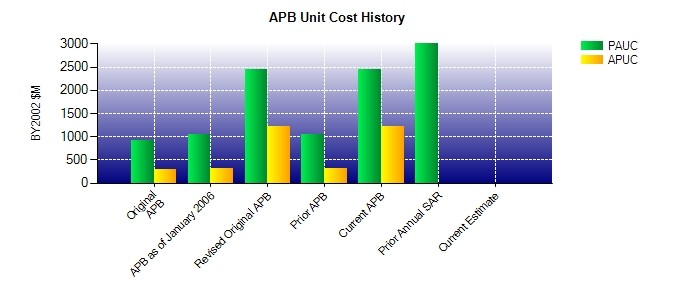 APB Unit Cost History
BY2002 $M
3000
2500
2000
1500
1000
500
0
Original
APB
APB as of January 2006
Revised Original APB
Prior APB
Current APB
Prior Annual SAR
Current Estimate
PAUC
APUC